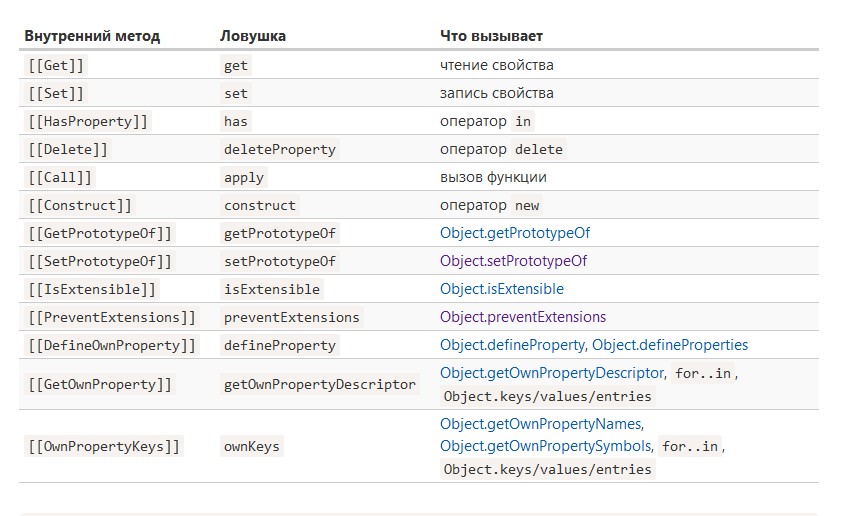 Внутренний метод Ловушка Что вызывает
[[Get]] get чтение свойства
[[Set]] set запись свойства
[[HasProperty]] has оператор in
[[Delete]] deleteProperty оператор delete
[[Call]] apply вызов функции
[[Construct]] construct оператор new
[[GetPrototypeOf]] getPrototypeOf Object.getPrototypeOf
[[SetPrototypeOf]] setPrototypeOf Object.setPrototypeOf
[[IsExtensible]] isExtensible Object.isExtensible
[[PreventExtensions]] preventExtensions Object.preventExtensions
[[DefineOwnProperty]] defineProperty Object.defineProperty, Object.defineProperties
[[GetOwnProperty]] getOwnPropertyDescriptor Object.getOwnPropertyDescriptor, for..in,
Object.keys/values/entries
[[OwnPropertyKeys]] ownKeys Object.getOwnPropertyNames,
Object.getOwnPropertySymbols, for..in,
Object.keys/values/entries